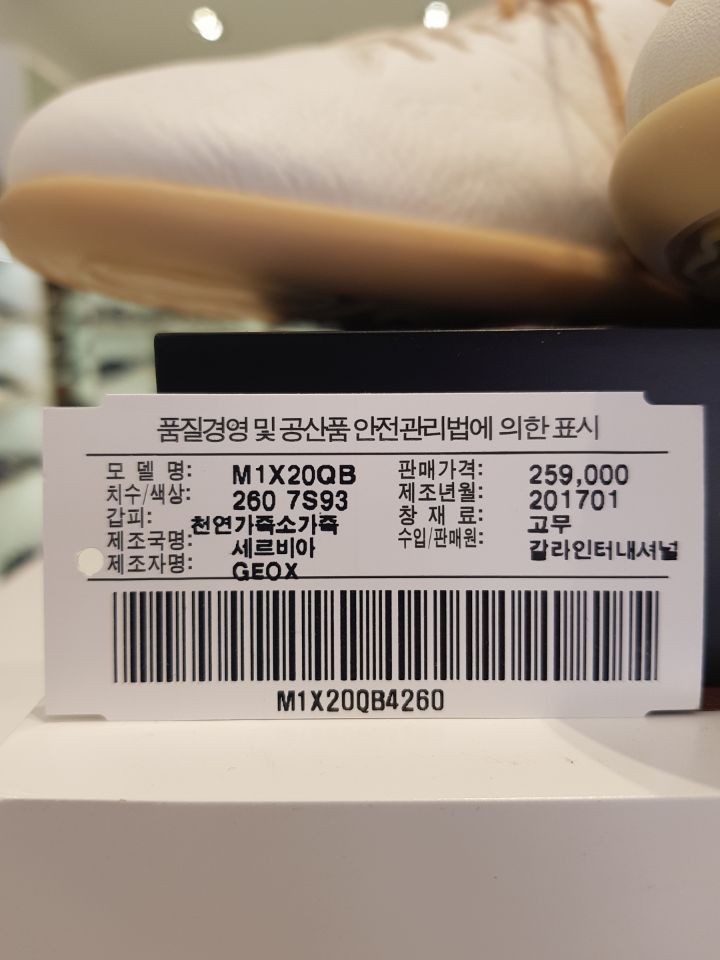 품질경영 및 공산품 안전관리법에 의한 표시
모 델 명: M1X20QB 판매가격: 259,000
치수/색상: 260 7S93 제조년월: 201701
갑피: 천연가죽소가죽 창 재 료: 고무
제조국명: 세르비아 수입/판매원: 갈라인터내셔널
제조자명: GEOX
M1X20QB4260